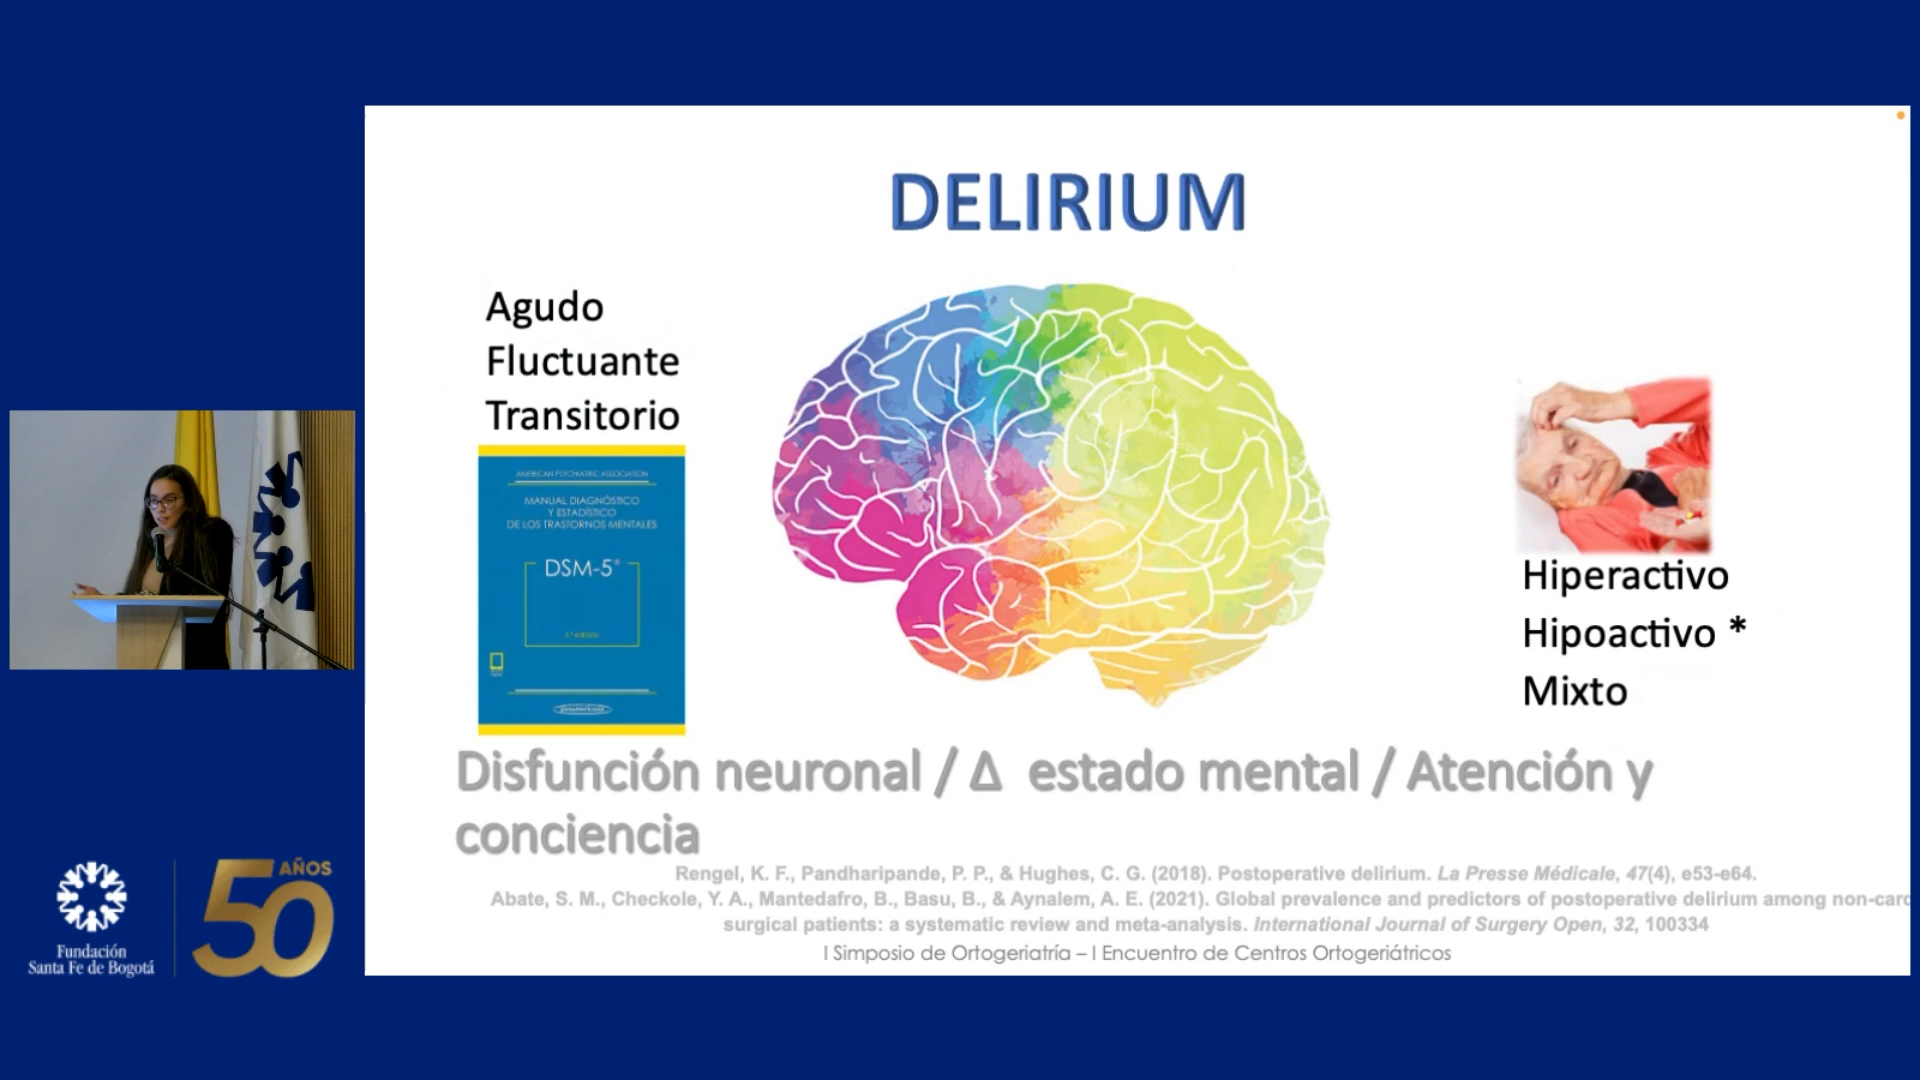 DELIRIUM
Agudo
Fluctuante
Transitorio
AMERICAN PSYCHIATRIC ASSOCIATION
MANUAL DIAGNÓSTICO
Y ESTADÍSTICO
DE LOS TRASTORNOS MENTALES
DSM-5®
Hiperactivo
Hipoactivo *
Mixto
Disfunción neuronal / Δ estado mental / Atención y
conciencia
Rengel, K. F., Pandharipande, P. P., & Hughes, C. G. (2018). Postoperative delirium. La Presse Médicale, 47(4), e53-e64.
Abate, S. M., Checkole, Y. A., Mantedafro, B., Basu, B., & Aynalem, A. E. (2021). Global prevalence and predictors of postoperative delirium among non-card
surgical patients: a systematic review and meta-analysis. International Journal of Surgery Open, 32, 100334
I Simposio de Ortogeriatría – I Encuentro de Centros Ortogeriátricos
50 AÑOS
Fundación
Santa Fe de Bogotá